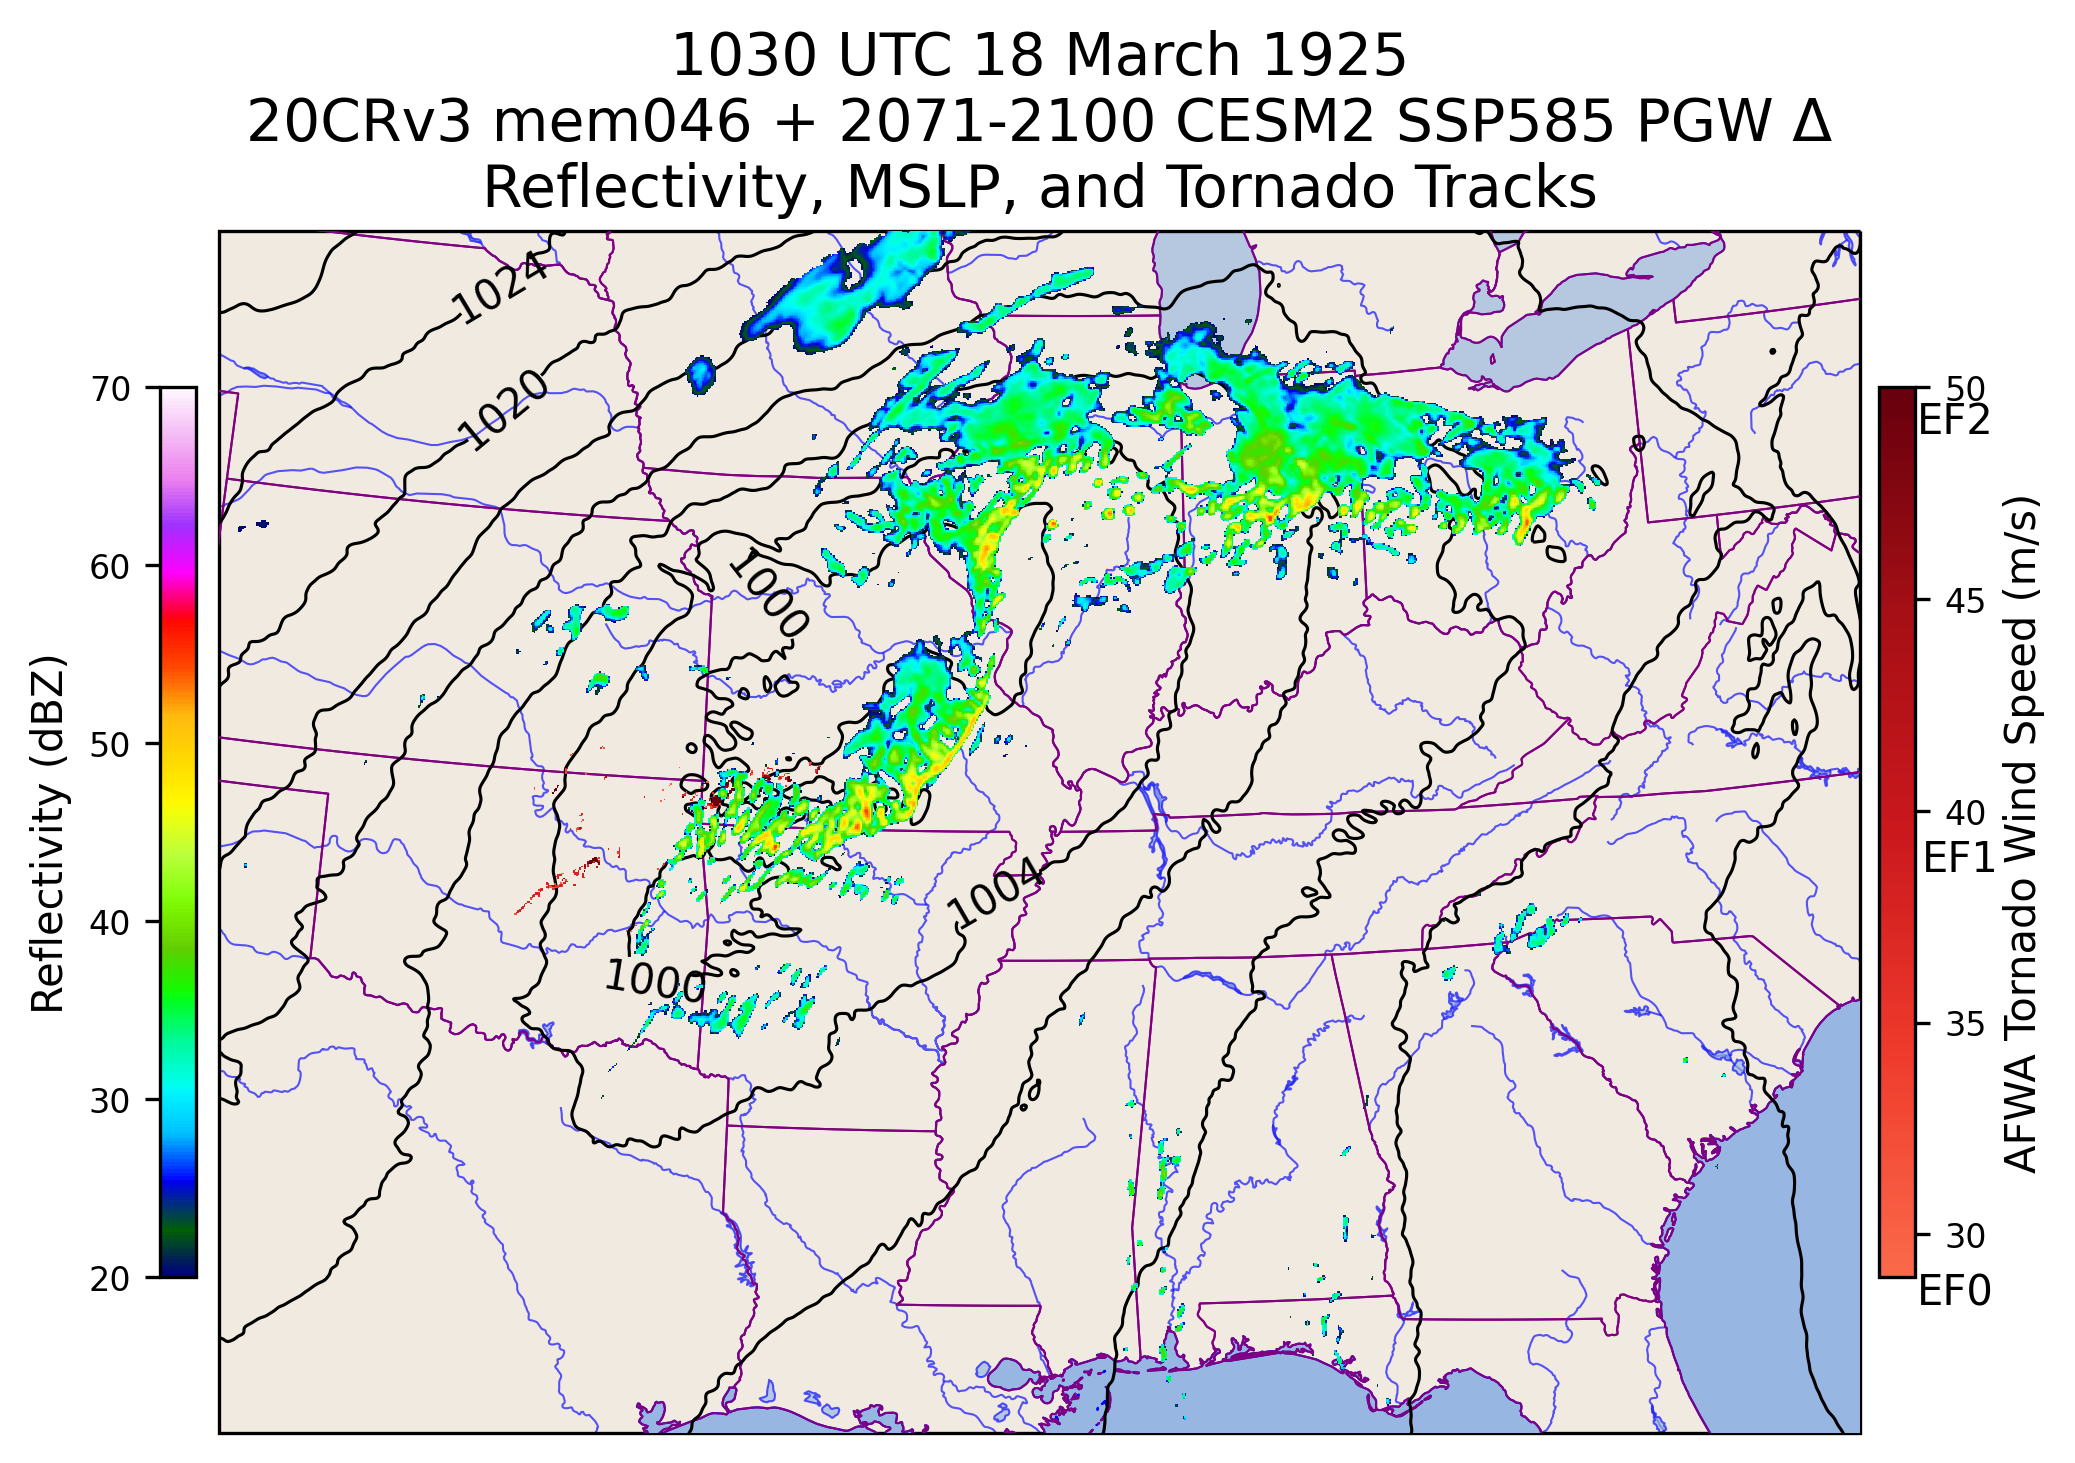 1030 UTC 18 March 1925
20CRv3 mem046 + 2071-2100 CESM2 SSP585 PGW Δ
Reflectivity, MSLP, and Tornado Tracks
1024
1020
1000
1004
1000
70
60
50
40
30
20
Reflectivity (dBZ)
50
EF2
45
40
EF1
35
30
EF0
AFWA Tornado Wind Speed (m/s)